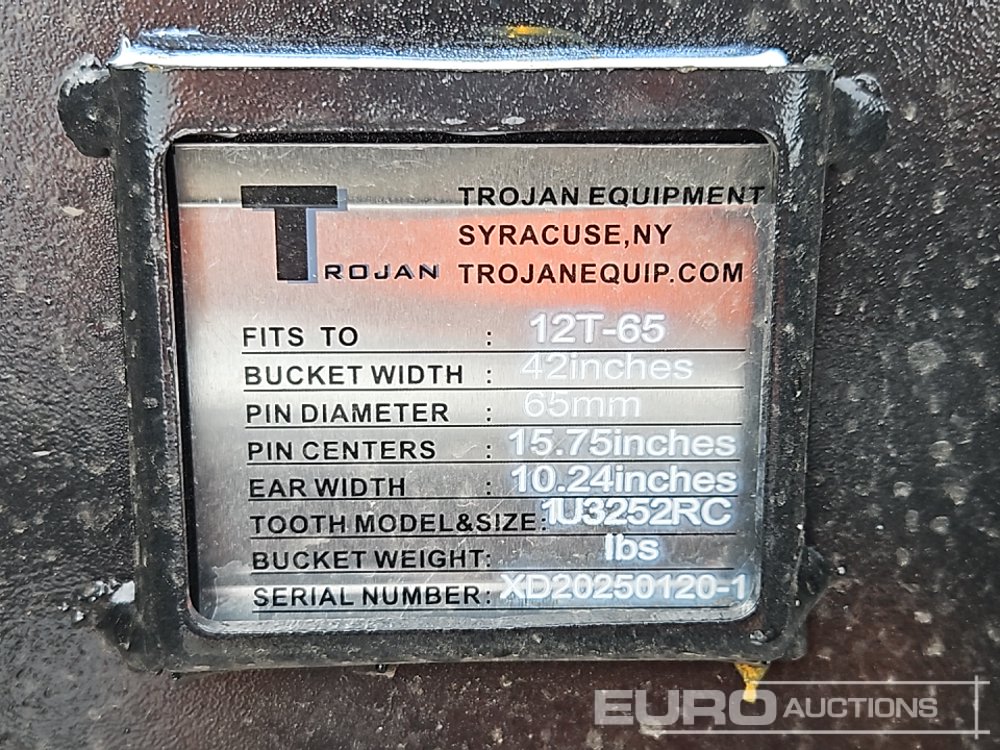 TROJAN
TROJAN EQUIPMENT
SYRACUSE,NY
TROJANEQUIP.COM
FITS TO : 12T-65
BUCKET WIDTH : 42inches
PIN DIAMETER : 65mm
PIN CENTERS : 15.75inches
EAR WIDTH : 10.24inches
TOOTH MODEL&SIZE: 1U3252RC
BUCKET WEIGHT: lbs
SERIAL NUMBER: XD20250120-1
EURO AUCTIONS